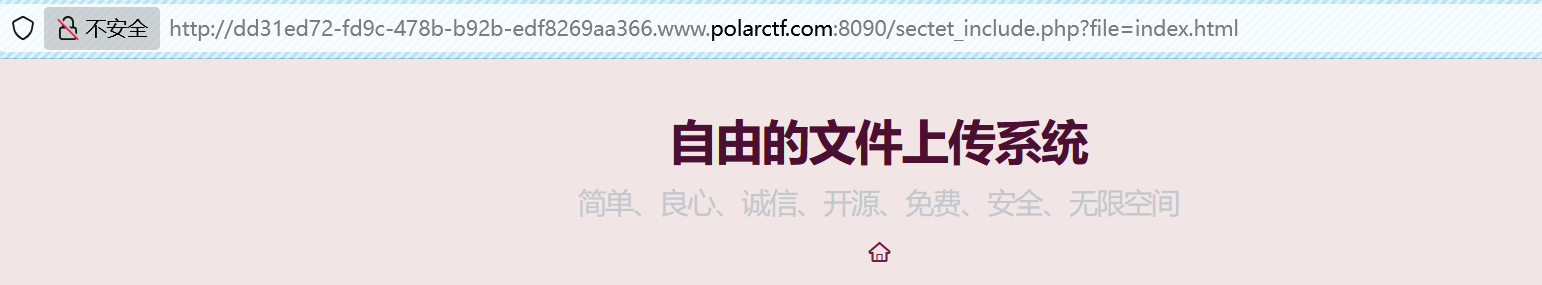 不安全 http://dd31ed72-fd9c-478b-b92b-edf8269aa366.www.polarctf.com:8090/sectet_include.php?file=index.html
自由的文件上传系统
简单、良心、诚信、开源、免费、安全、无限空间